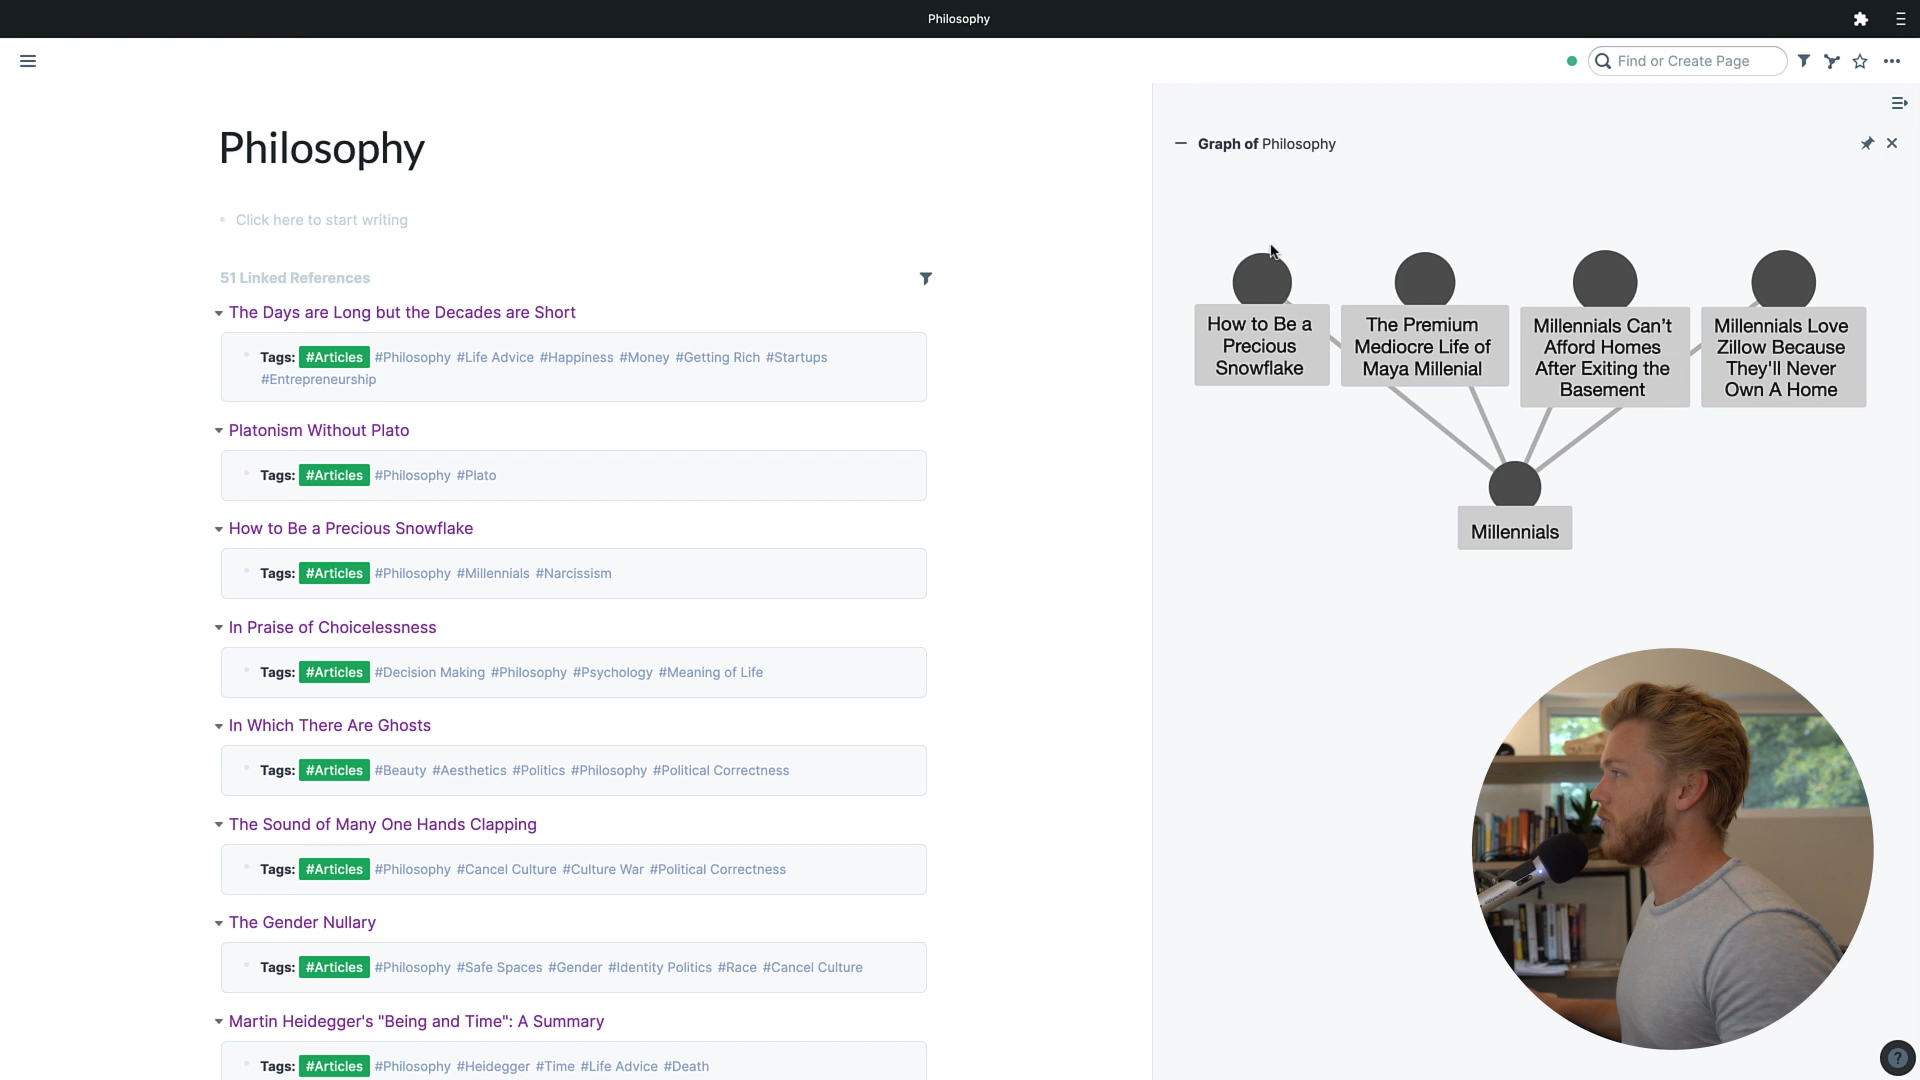 Philosophy
Find or Create Page
Philosophy
Click here to start writing
51 Linked References
The Days are Long but the Decades are Short
Tags: #Articles #Philosophy #Life Advice #Happiness #Money #Getting Rich #Startups
#Entrepreneurship
Platonism Without Plato
Tags: #Articles #Philosophy #Plato
How to Be a Precious Snowflake
Tags: #Articles #Philosophy #Millennials #Narcissism
In Praise of Choicelessness
Tags: #Articles #Decision Making #Philosophy #Psychology #Meaning of Life
In Which There Are Ghosts
Tags: #Articles #Beauty #Aesthetics #Politics #Philosophy #Political Correctness
The Sound of Many One Hands Clapping
Tags: #Articles #Philosophy #Cancel Culture #Culture War #Political Correctness
The Gender Nullary
Tags: #Articles #Philosophy #Safe Spaces #Gender #Identity Politics #Race #Cancel Culture
Martin Heidegger's "Being and Time": A Summary
Tags: #Articles #Philosophy #Heidegger #Time #Life Advice #Death
Graph of Philosophy
How to Be a
Precious
Snowflake
The Premium
Mediocre Life of
Maya Millenial
Millennials Can't
Afford Homes
After Exiting the
Basement
Millennials Love
Zillow Because
They'll Never
Own A Home
Millennials
?